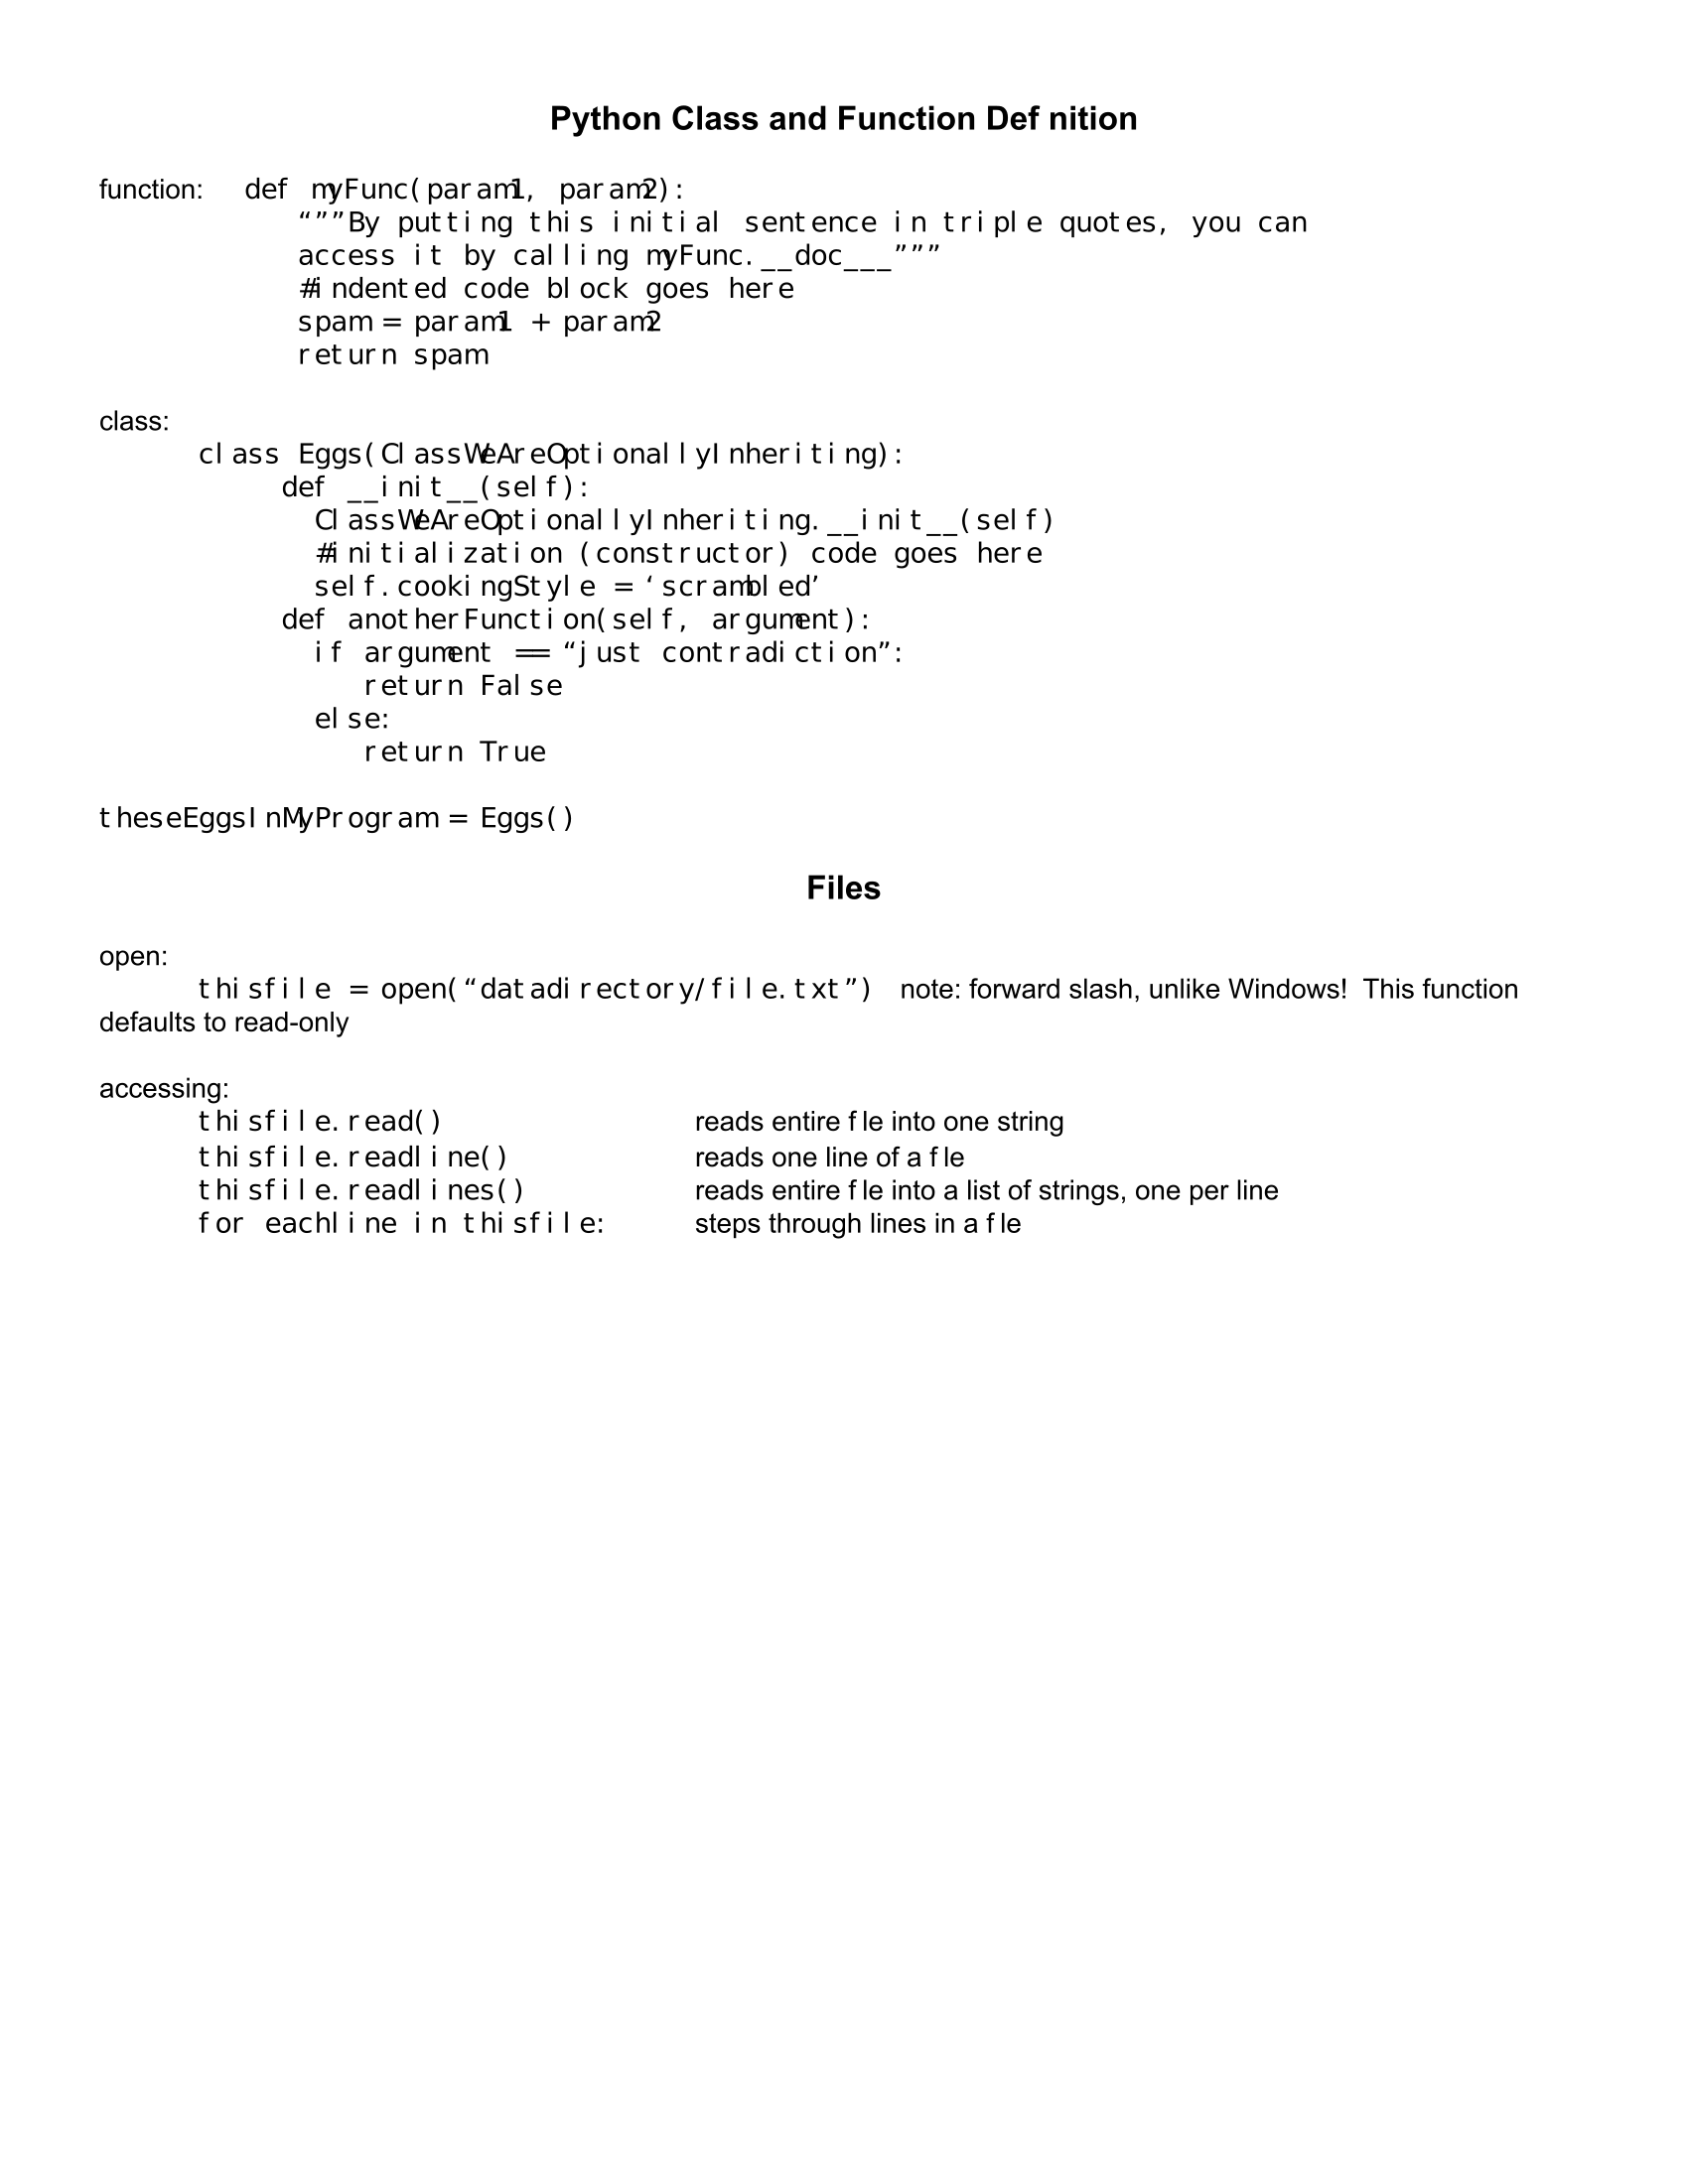 Python Class and Function Def nition
function: def myFunc(param1, param2):
“””By putting this initial sentence in triple quotes, you can
access it by calling myFunc.__doc___”””
#indented code block goes here
spam = param1 + param2
return spam
class:
class Eggs(ClassWeAreOptionallyInheriting):
def __init__(self):
ClassWeAreOptionallyInheriting.__init__(self)
#initialization (constructor) code goes here
self.cookingStyle = ‘scrambled’
def anotherFunction(self, argument):
if argument == “just contradiction”:
return False
else:
return True
theseEggsInMyProgram = Eggs()
Files
open:
thisfile = open(“datadirectory/file.txt”) note: forward slash, unlike Windows! This function
defaults to read-only
accessing:
thisfile.read() reads entire f le into one string
thisfile.readline() reads one line of a f le
thisfile.readlines() reads entire f le into a list of strings, one per line
for eachline in thisfile: steps through lines in a f le